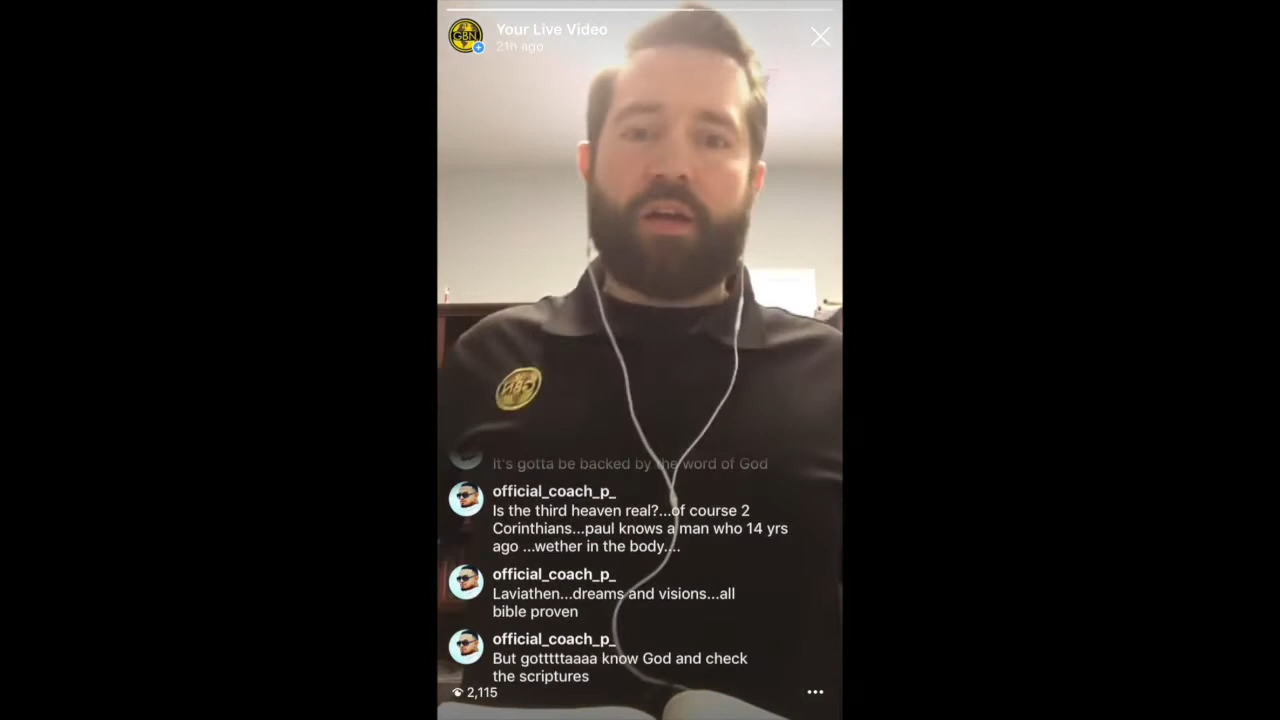 GBN
Your Live Video
21h ago
GBN
It's gotta be backed by the word of God
official_coach_p_
Is the third heaven real?...of course 2
Corinthians...paul knows a man who 14 yrs
ago ...wether in the body....
official_coach_p_
Laviathen...dreams and visions...all
bible proven
official_coach_p_
But gotttttaaaa know God and check
the scriptures
2,115